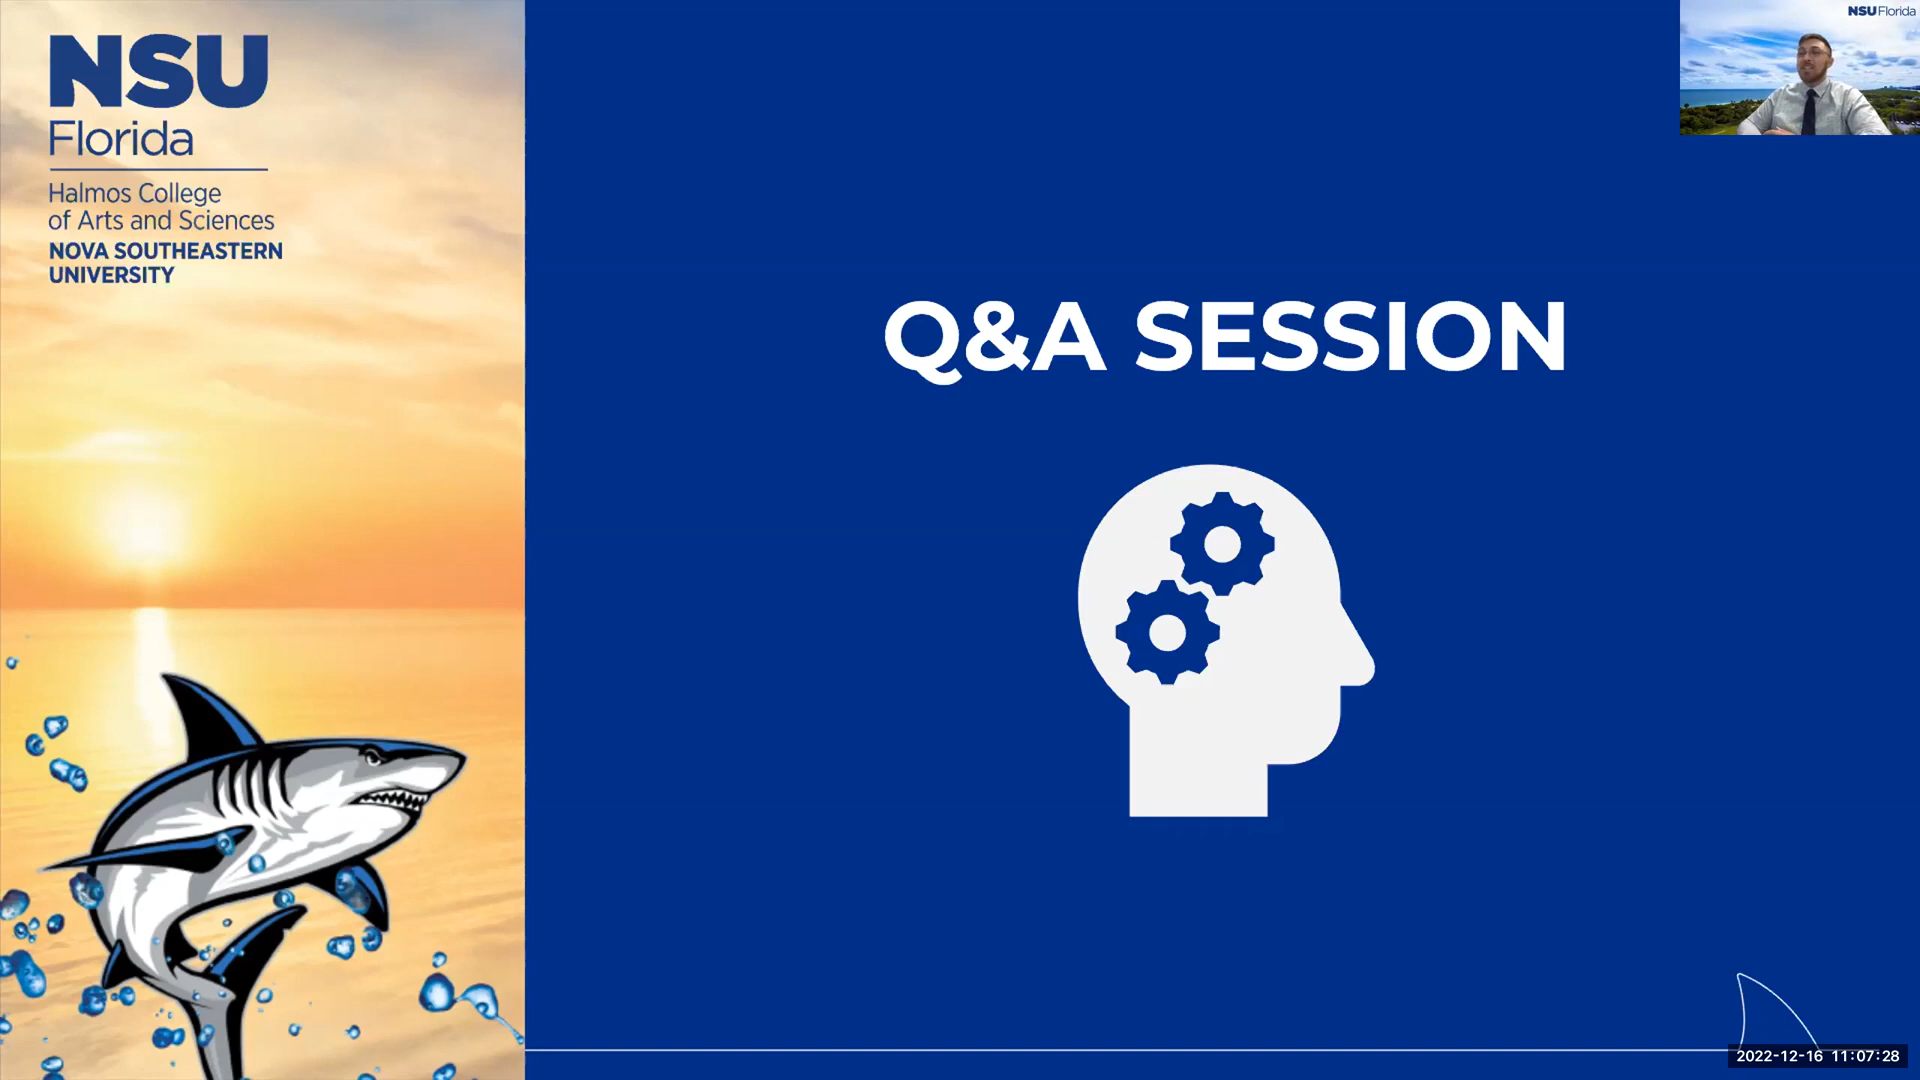 NSU
Florida
Halmos College
of Arts and Sciences
NOVA SOUTHEASTERN
UNIVERSITY
Q&A SESSION
NSU Florida
2022-12-16 11:07:28